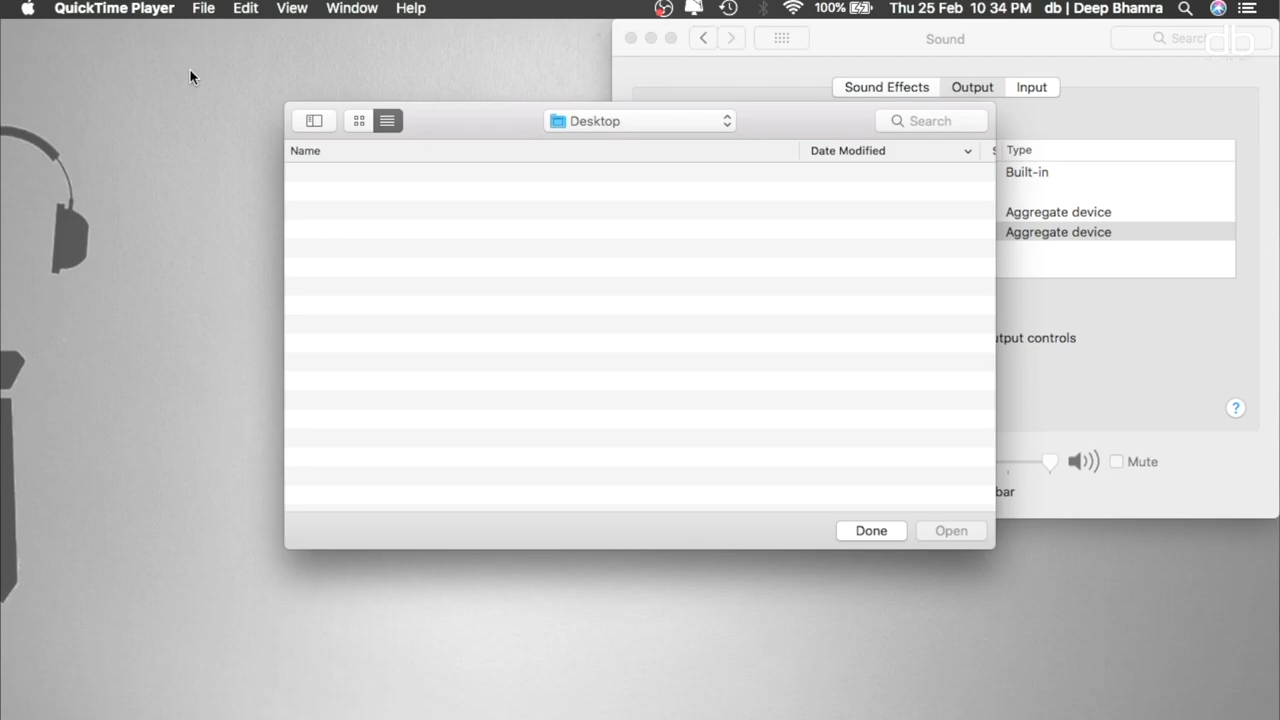 QuickTime Player File Edit View Window Help 100% Thu 25 Feb 10:34 PM db | Deep Bhamra
Sound
Search
db
Sound Effects Output Input
Desktop
Search
Name Date Modified
Type
Built-in
Aggregate device
Aggregate device
utput controls
?
Mute
bar
Done Open